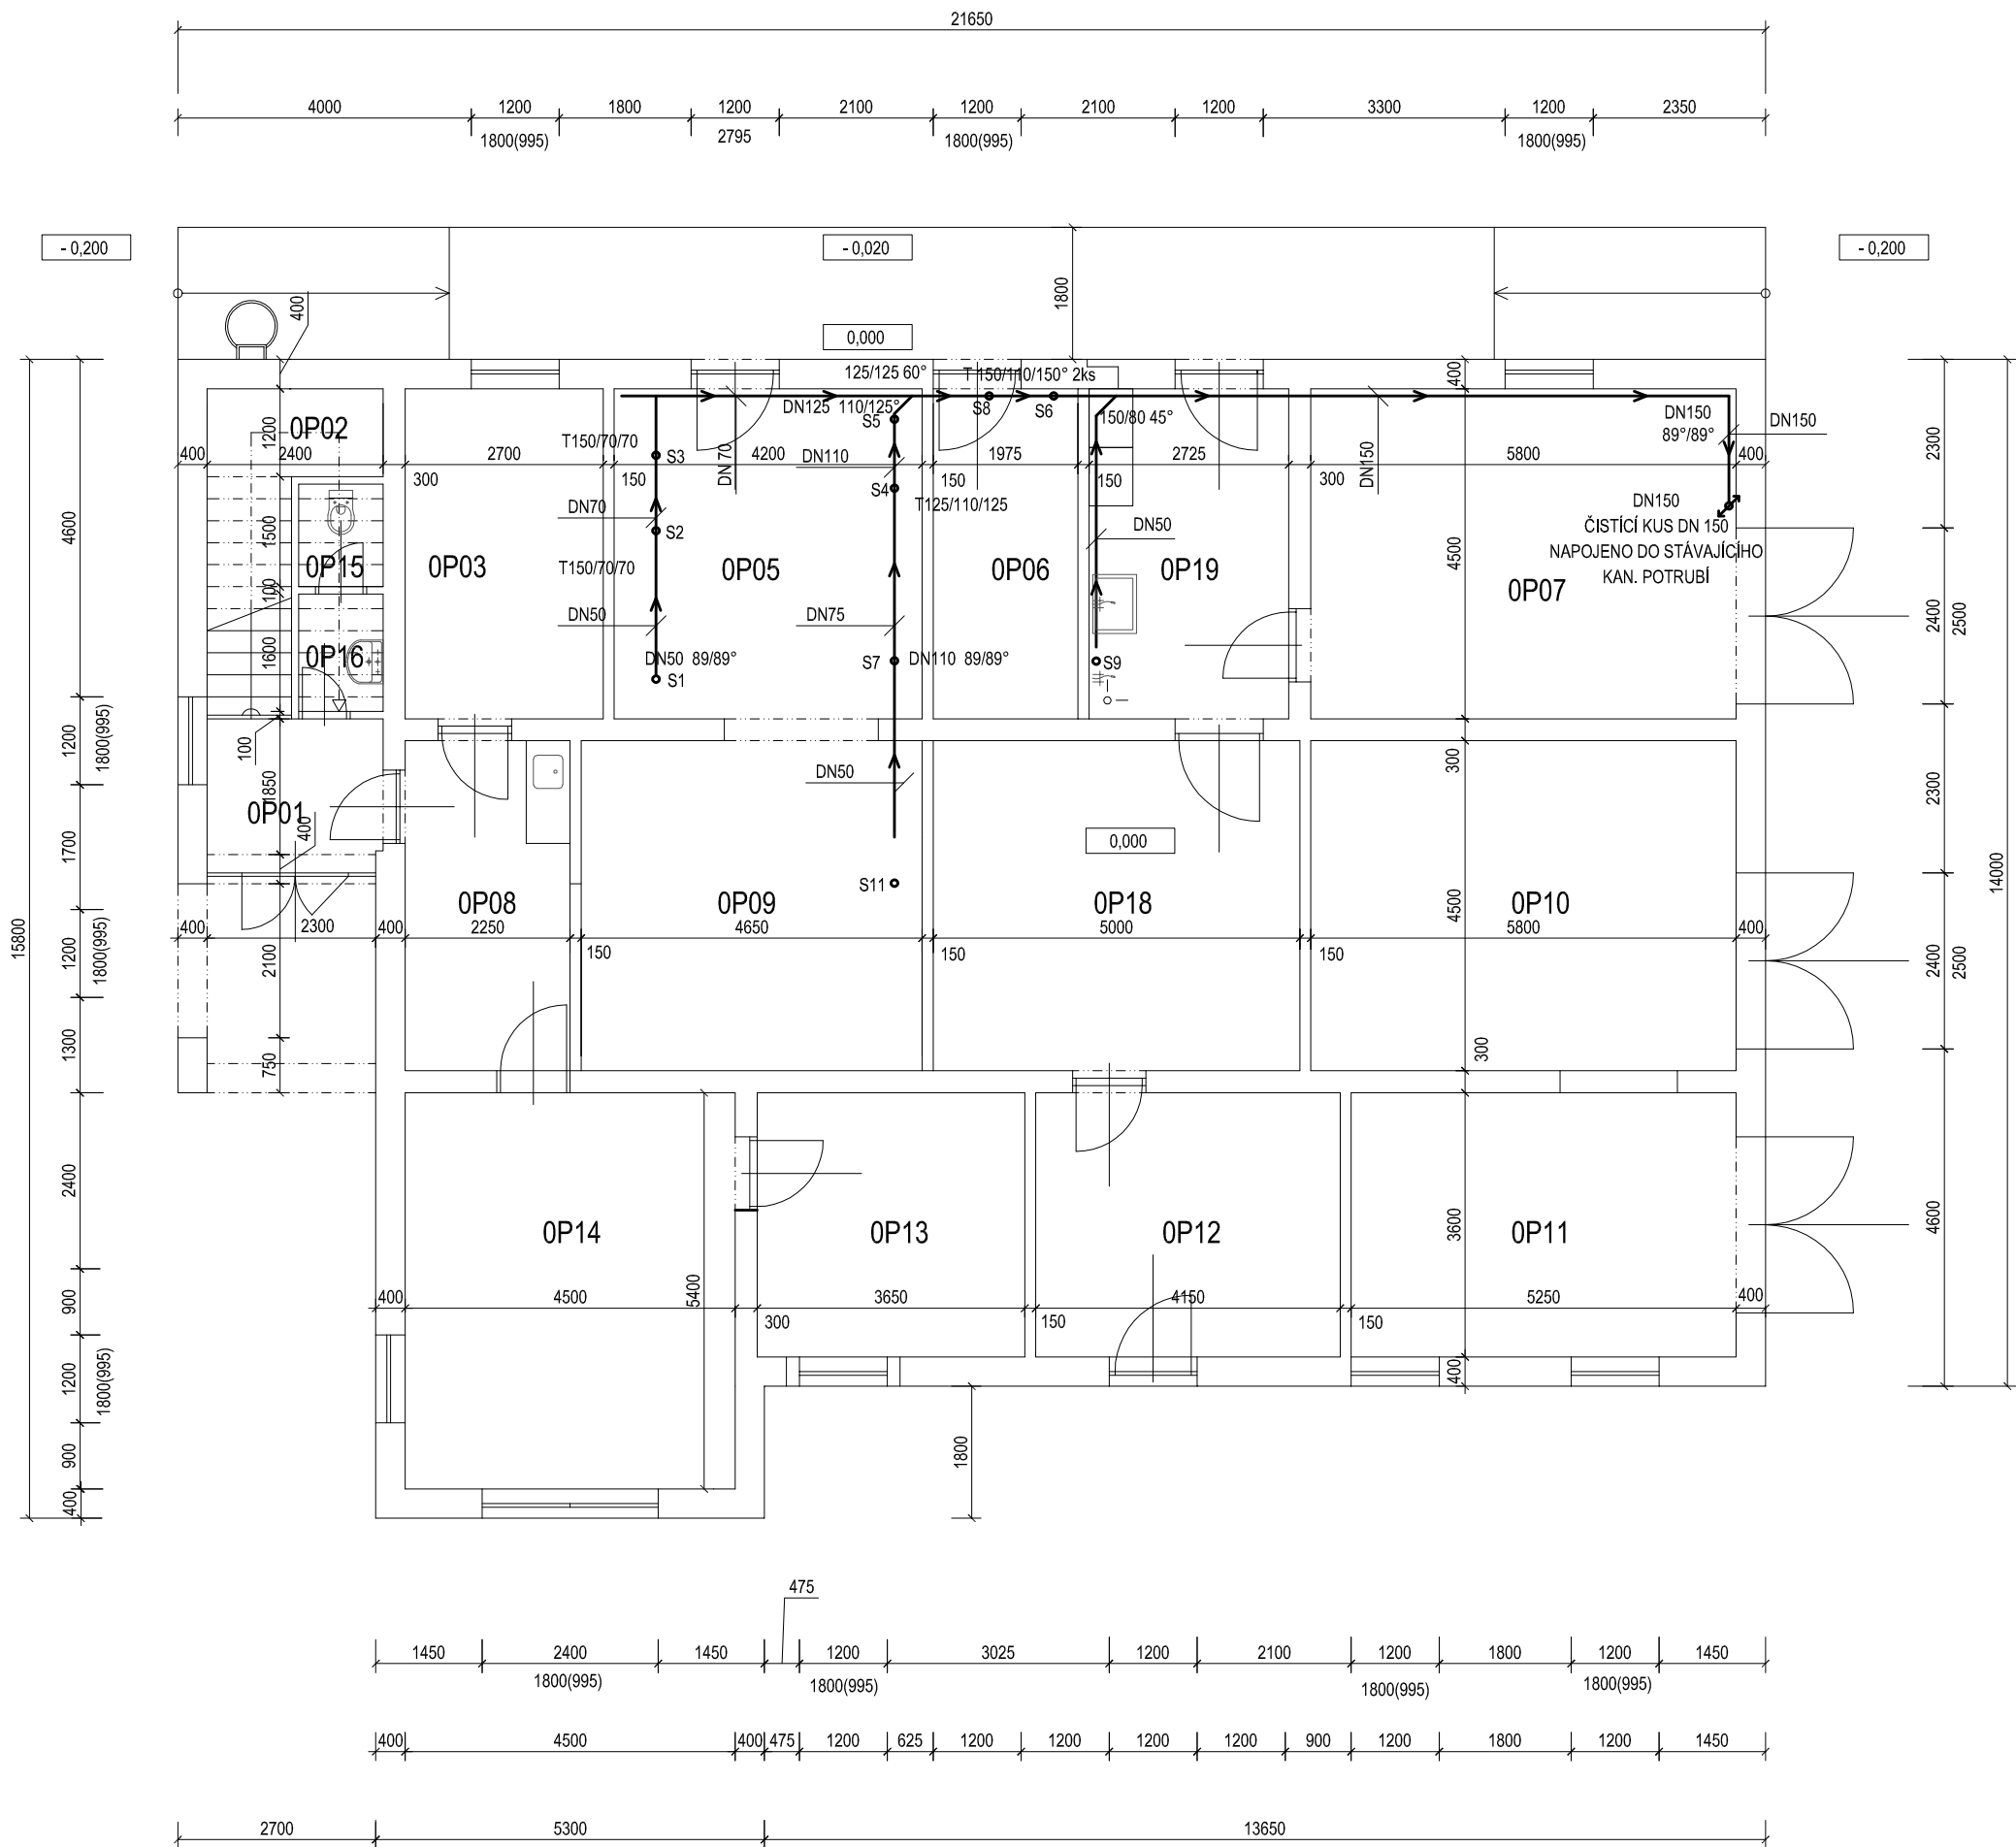 21650
4000 1200 1800 1200 2100 1200 2100 1200 3300 1200 2350
1800(995) 2795 1800(995) 1800(995)
- 0,200 - 0,020 - 0,200
400 1800
0,000
125/125 60° T 150/110/150° 2ks 400
DN125 110/125° S5 S8 S6 150/80 45° DN150 DN150
89°/89°
0P02 1200
T150/70/70
400 2400 2700 S3 DN 70 4200 DN110 1975 2725 DN150 5800 400 2300
300 150 S4 150 150 300
T125/110/125
DN70 DN50 DN150
S2 ČISTÍCÍ KUS DN 150
4600 1500 NAPOJENO DO STÁVAJÍCÍHO
0P15 0P03 T150/70/70 0P05 0P06 0P19 4500 KAN. POTRUBÍ
100 0P07
DN50 DN75 2400 2500
0P16 1600 DN50 89/89° S7 DN110 89/89° S9
S1
1200 1800(995) 100 300
1850 DN50 2300
0P01 400 0,000
1700 14000
S11
0P08 0P09 0P18 4500 0P10
400 2300 400 2250 4650 5000 5800 400
15800 1200 1800(995) 2100 150 150 150 2400 2500
1300 750 300
2400
0P14 0P13 0P12 3600 0P11 4600
5400
900 400 4500 3650 4150 5250 400
300 150 150
1200 1800(995) 400
900 1800
400
475
1450 2400 1450 1200 3025 1200 2100 1200 1800 1200 1450
1800(995) 1800(995) 1800(995) 1800(995)
400 4500 400 475 1200 625 1200 1200 1200 1200 900 1200 1800 1200 1450
2700 5300 13650